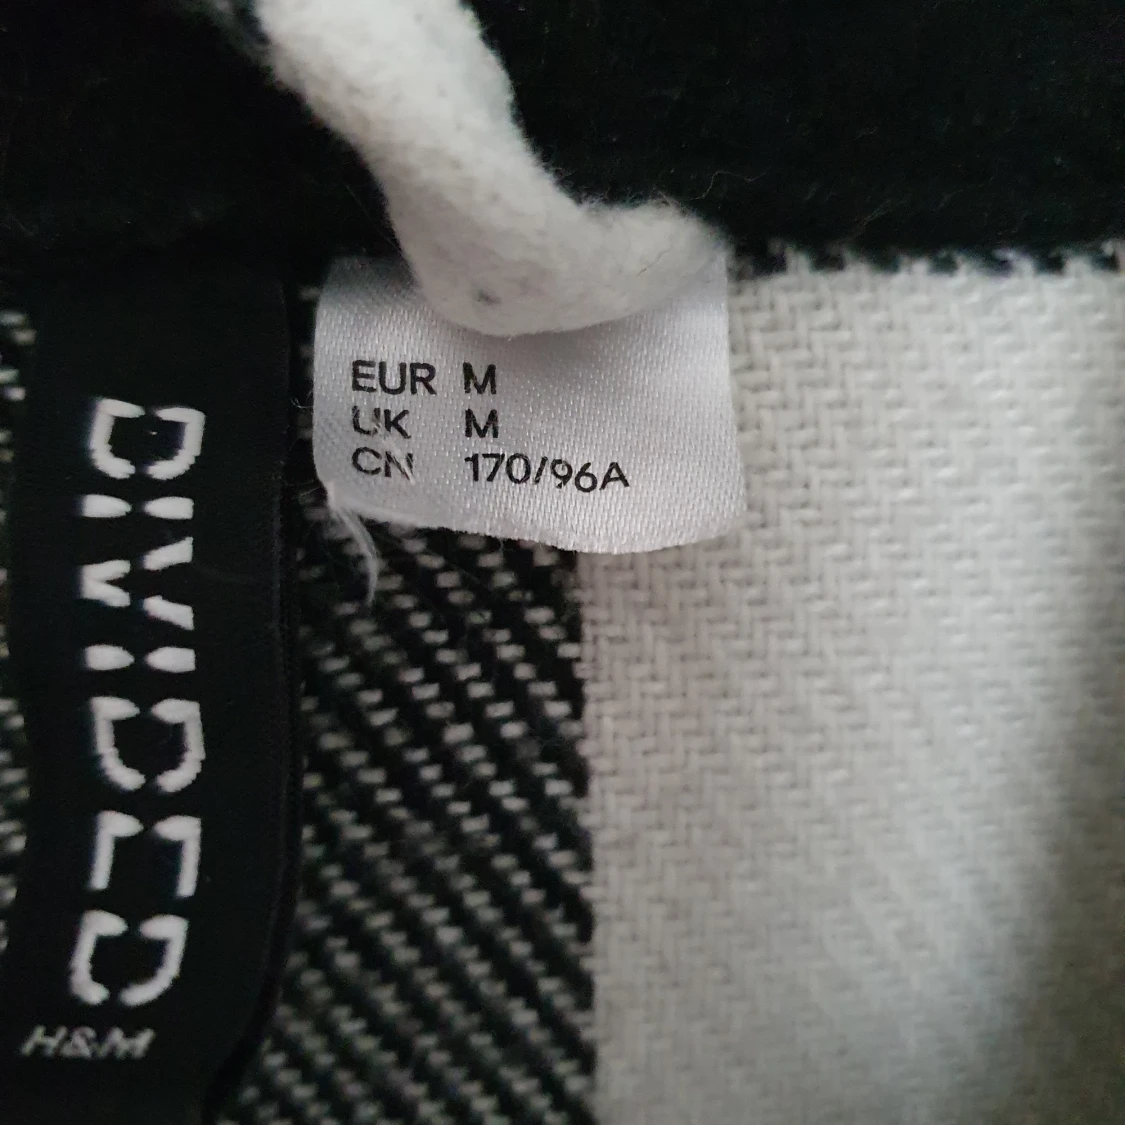 EUR M
UK M
CN 170/96A
DIVIDED
H&M